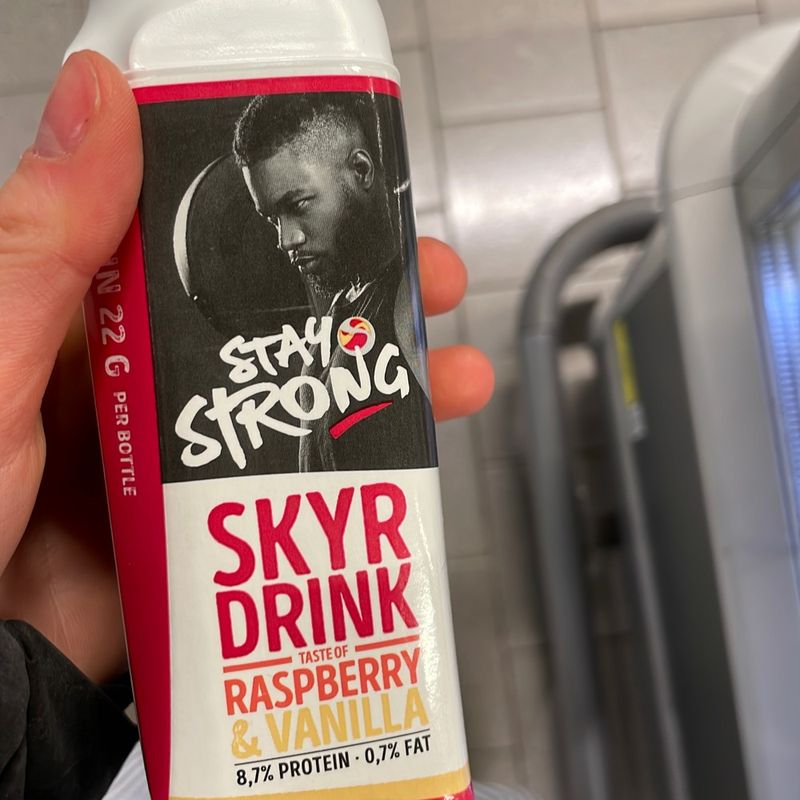 STAY
STRONG
SKYR
DRINK
TASTE OF
RASPBERRY
& VANILLA
8,7% PROTEIN · 0,7% FAT
22 G PER BOTTLE